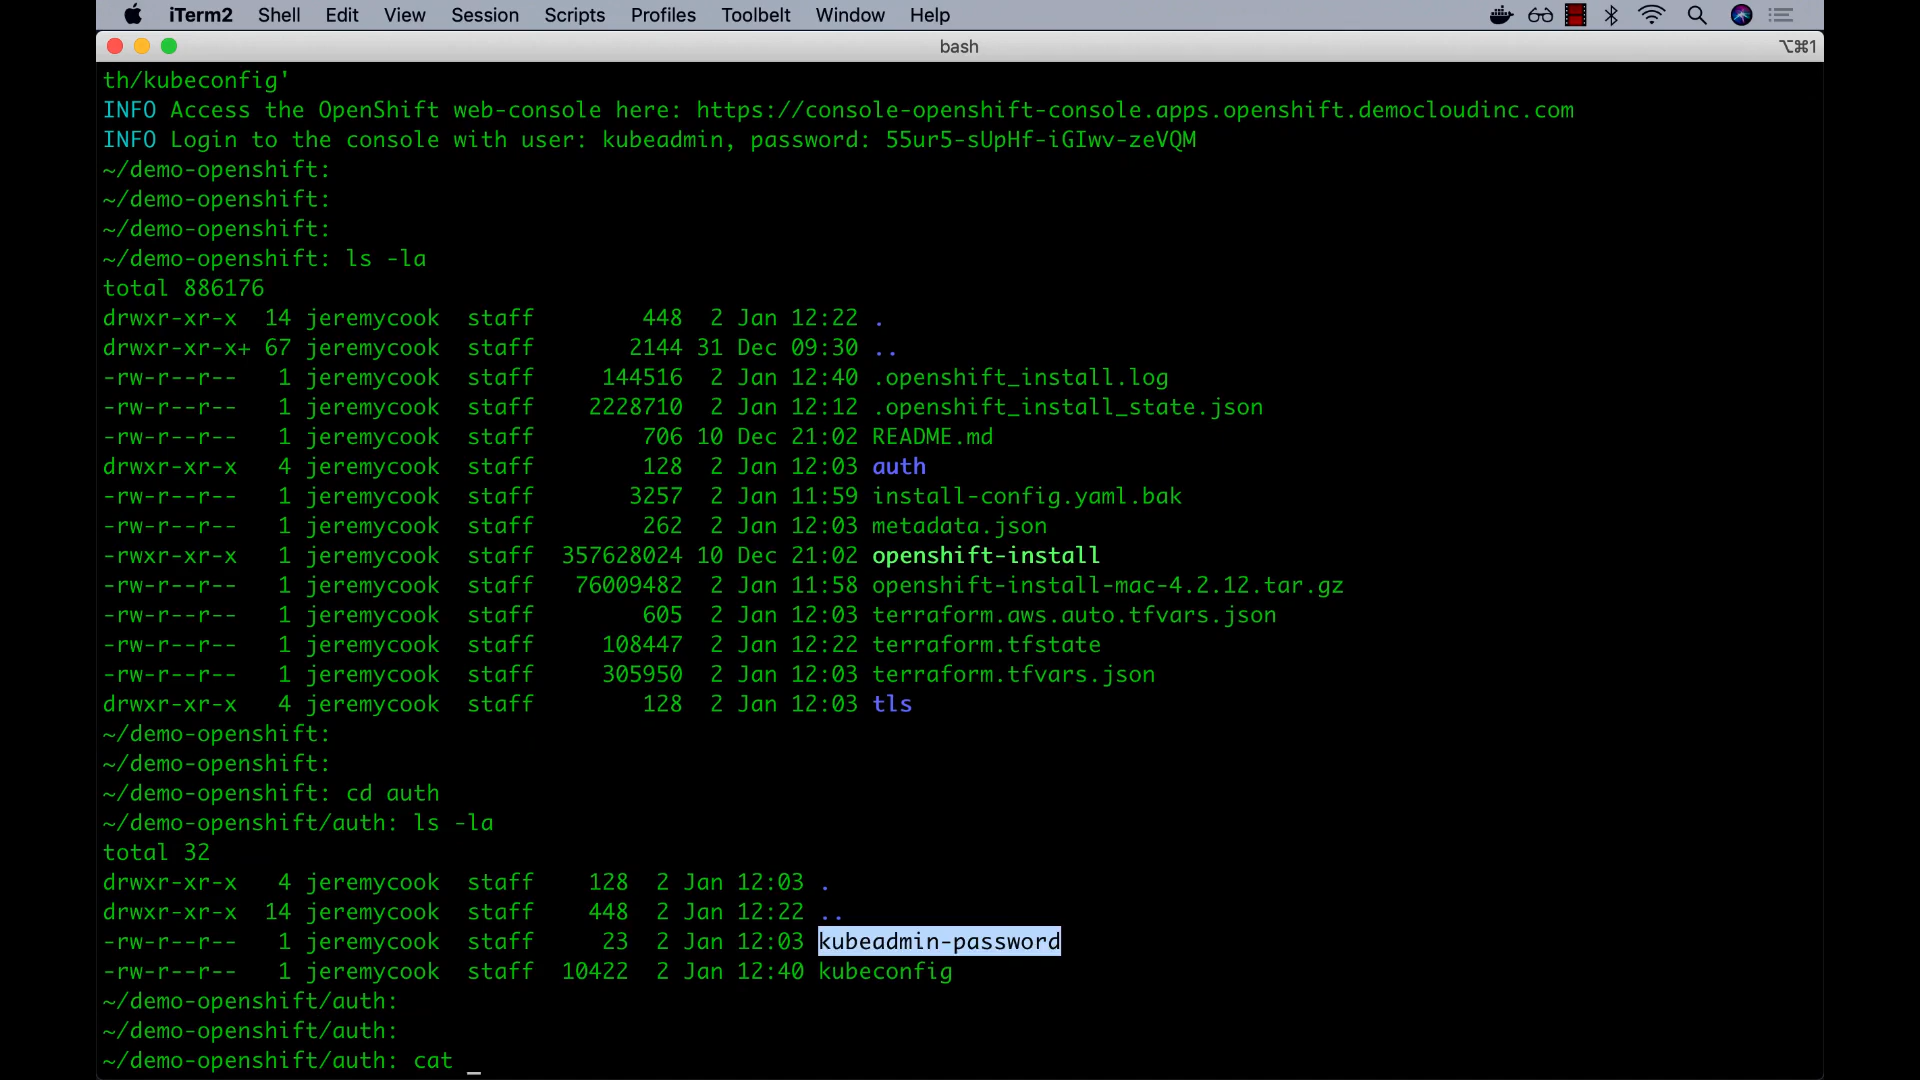 iTerm2 Shell Edit View Session Scripts Profiles Toolbelt Window Help
bash ⌥⌘1
th/kubeconfig'
INFO Access the OpenShift web-console here: https://console-openshift-console.apps.openshift.democloudinc.com
INFO Login to the console with user: kubeadmin, password: 55ur5-sUpHf-iGIwv-zeVQM
~/demo-openshift:
~/demo-openshift:
~/demo-openshift:
~/demo-openshift: ls -la
total 886176
drwxr-xr-x  14 jeremycook  staff        448  2 Jan 12:22 .
drwxr-xr-x+ 67 jeremycook  staff       2144 31 Dec 09:30 ..
-rw-r--r--   1 jeremycook  staff     144516  2 Jan 12:40 .openshift_install.log
-rw-r--r--   1 jeremycook  staff    2228710  2 Jan 12:12 .openshift_install_state.json
-rw-r--r--   1 jeremycook  staff        706 10 Dec 21:02 README.md
drwxr-xr-x   4 jeremycook  staff        128  2 Jan 12:03 auth
-rw-r--r--   1 jeremycook  staff       3257  2 Jan 11:59 install-config.yaml.bak
-rw-r--r--   1 jeremycook  staff        262  2 Jan 12:03 metadata.json
-rwxr-xr-x   1 jeremycook  staff  357628024 10 Dec 21:02 openshift-install
-rw-r--r--   1 jeremycook  staff   76009482  2 Jan 11:58 openshift-install-mac-4.2.12.tar.gz
-rw-r--r--   1 jeremycook  staff        605  2 Jan 12:03 terraform.aws.auto.tfvars.json
-rw-r--r--   1 jeremycook  staff     108447  2 Jan 12:22 terraform.tfstate
-rw-r--r--   1 jeremycook  staff     305950  2 Jan 12:03 terraform.tfvars.json
drwxr-xr-x   4 jeremycook  staff        128  2 Jan 12:03 tls
~/demo-openshift:
~/demo-openshift:
~/demo-openshift: cd auth
~/demo-openshift/auth: ls -la
total 32
drwxr-xr-x   4 jeremycook  staff    128  2 Jan 12:03 .
drwxr-xr-x  14 jeremycook  staff    448  2 Jan 12:22 ..
-rw-r--r--   1 jeremycook  staff     23  2 Jan 12:03 kubeadmin-password
-rw-r--r--   1 jeremycook  staff  10422  2 Jan 12:40 kubeconfig
~/demo-openshift/auth:
~/demo-openshift/auth:
~/demo-openshift/auth: cat _